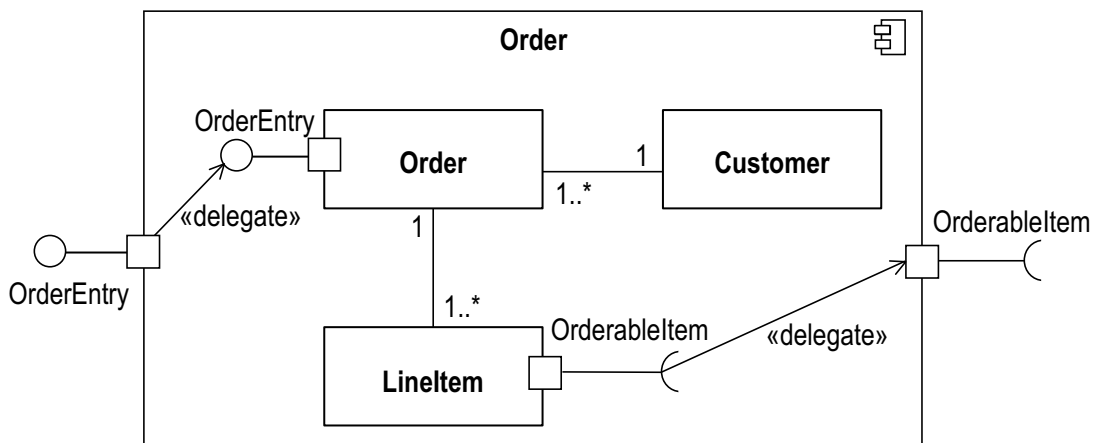 Order
OrderEntry
Order
1
Customer
1..*
«delegate»
1
OrderableItem
OrderEntry
1..*
OrderableItem
«delegate»
LineItem